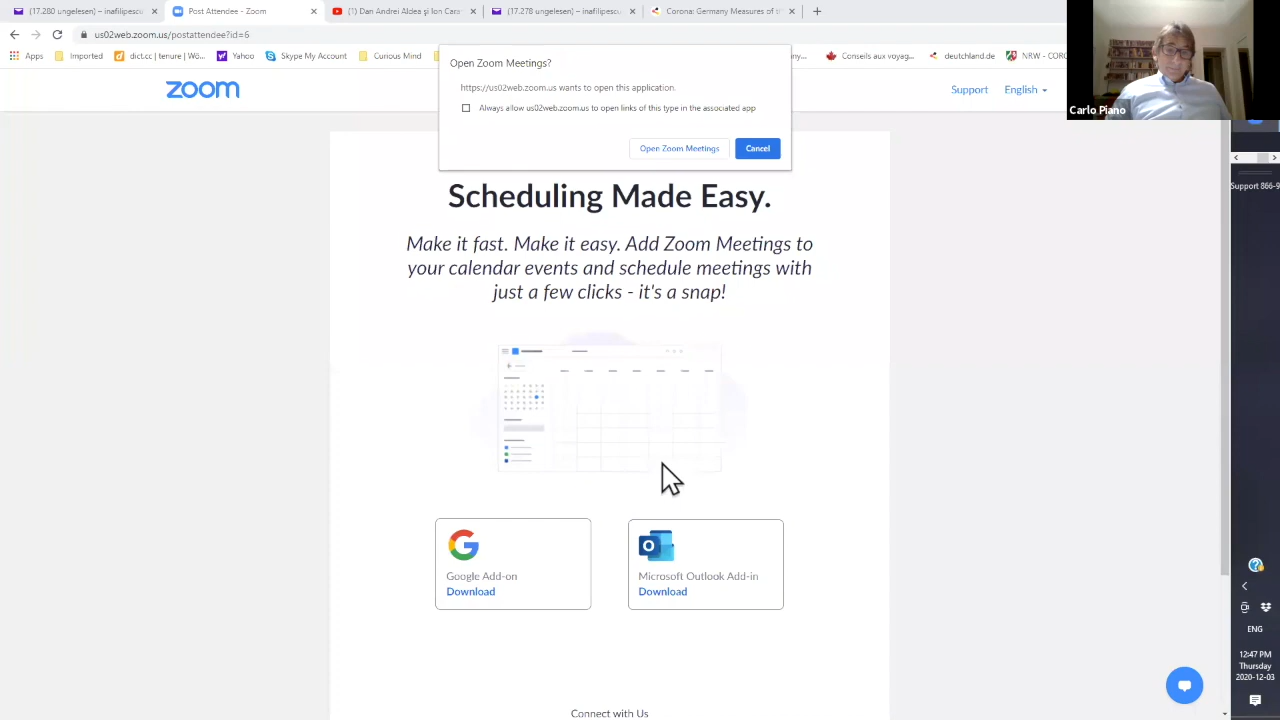 (17.280 ungelesen) – inafilipescu
Post Attendee - Zoom
(1) Dan Andrei Aldea și Ion Cara
(17.278 ungelesen) – inafilipesc
Corona: Germany Measures of t
us02web.zoom.us/postattendee?id=6
Apps
Imported
dict.cc | tenure | Wö...
Yahoo
Skype MyAccount
Curious Mind
Conseils aux voyag...
deutchland.de
NRW - CORO
zoom
Support
English
Open Zoom Meetings?
https://us02web.zoom.us wants to open this application.
Always allow us02web.zoom.us to open links of this type in the associated app
Open Zoom Meetings
Cancel
Carlo Piano
Scheduling Made Easy.
Make it fast. Make it easy. Add Zoom Meetings to
your calendar events and schedule meetings with
just a few clicks - it's a snap!
Google Add-on
Download
Microsoft Outlook Add-in
Download
Connect with Us
Support 866-9
ENG
12:47 PM
Thursday
2020-12-03